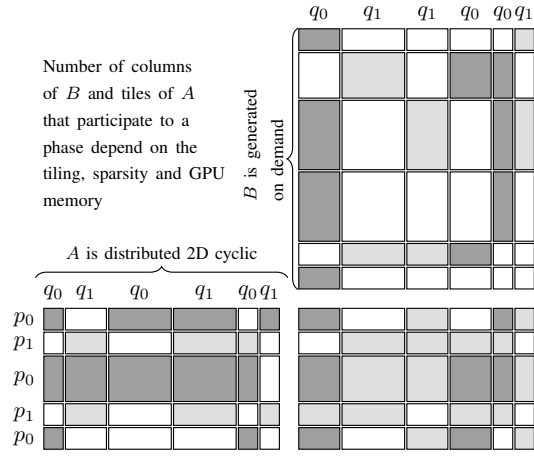 q0 q1 q1 q0 q0 q1
Number of columns
of B and tiles of A
that participate to a
phase depend on the
tiling, sparsity and GPU
memory
B is generated
on demand
A is distributed 2D cyclic
q0 q1 q0 q1 q0 q1
p0
p1
p0
p1
p0